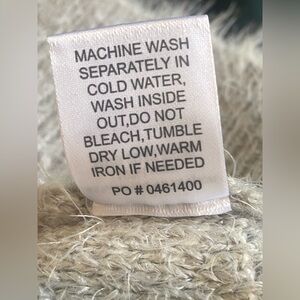 MACHINE WASH
SEPARATELY IN
COLD WATER,
WASH INSIDE
OUT,DO NOT
BLEACH,TUMBLE
DRY LOW,WARM
IRON IF NEEDED
PO # 0461400